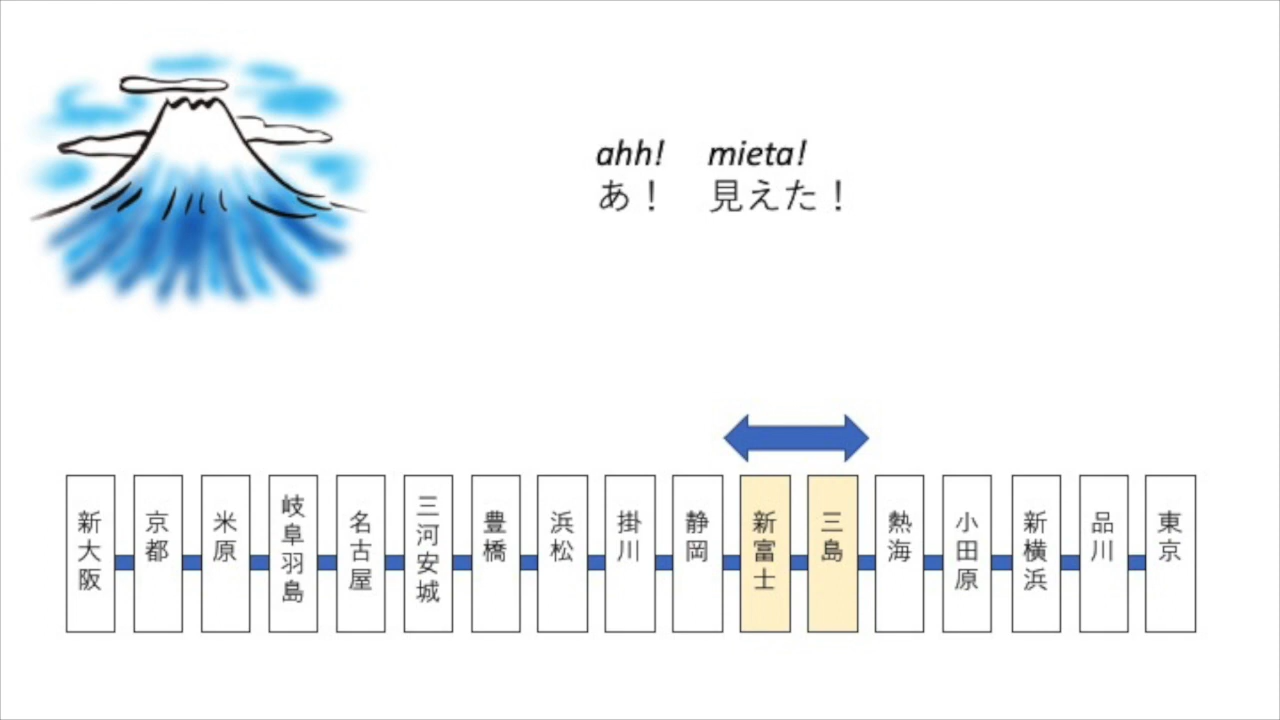 ahh! mieta!
あ！ 見えた！
新大阪
京都
米原
岐阜羽島
名古屋
三河安城
豊橋
浜松
掛川
静岡
新富士
三島
熱海
小田原
新横浜
品川
東京